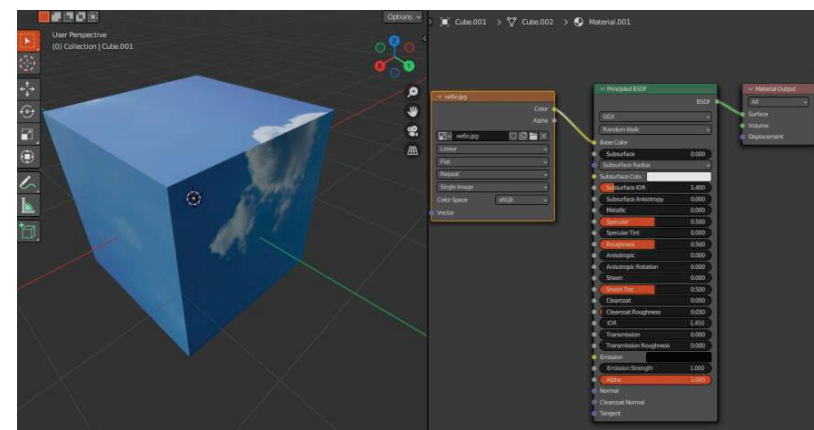 Options
User Perspective
(0) Collection | Cube.001
Z
X
Y
Cube.001 > Cube.002 > Material.001
небо.jpg
Color
Alpha
небо.jpg
Linear
Flat
Repeat
Single Image
Color Space
sRGB
Vector
Principled BSDF
BSDF
GGX
Random Walk
Base Color
Subsurface 0.000
Subsurface Radius
Subsurface Colo
Subsurface IOR 1.400
Subsurface Anisotropy 0.000
Metallic 0.000
Specular 0.500
Specular Tint 0.000
Roughness 0.500
Anisotropic 0.000
Anisotropic Rotation 0.000
Sheen 0.000
Sheen Tint 0.500
Clearcoat 0.000
Clearcoat Roughness 0.030
IOR 1.450
Transmission 0.000
Transmission Roughness 0.000
Emission
Emission Strength 1.000
Alpha 1.000
Normal
Clearcoat Normal
Tangent
Material Output
All
Surface
Volume
Displacement